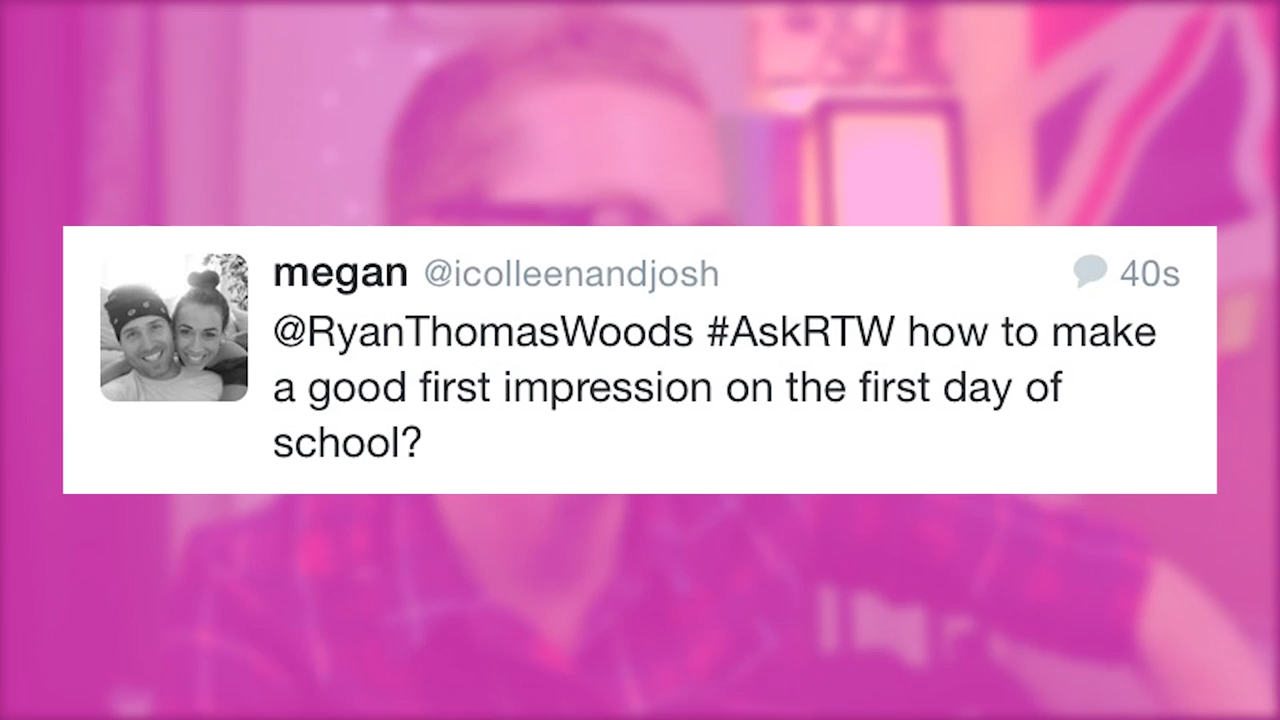 megan @icolleenandjosh 40s
@RyanThomasWoods #AskRTW how to make
a good first impression on the first day of
school?